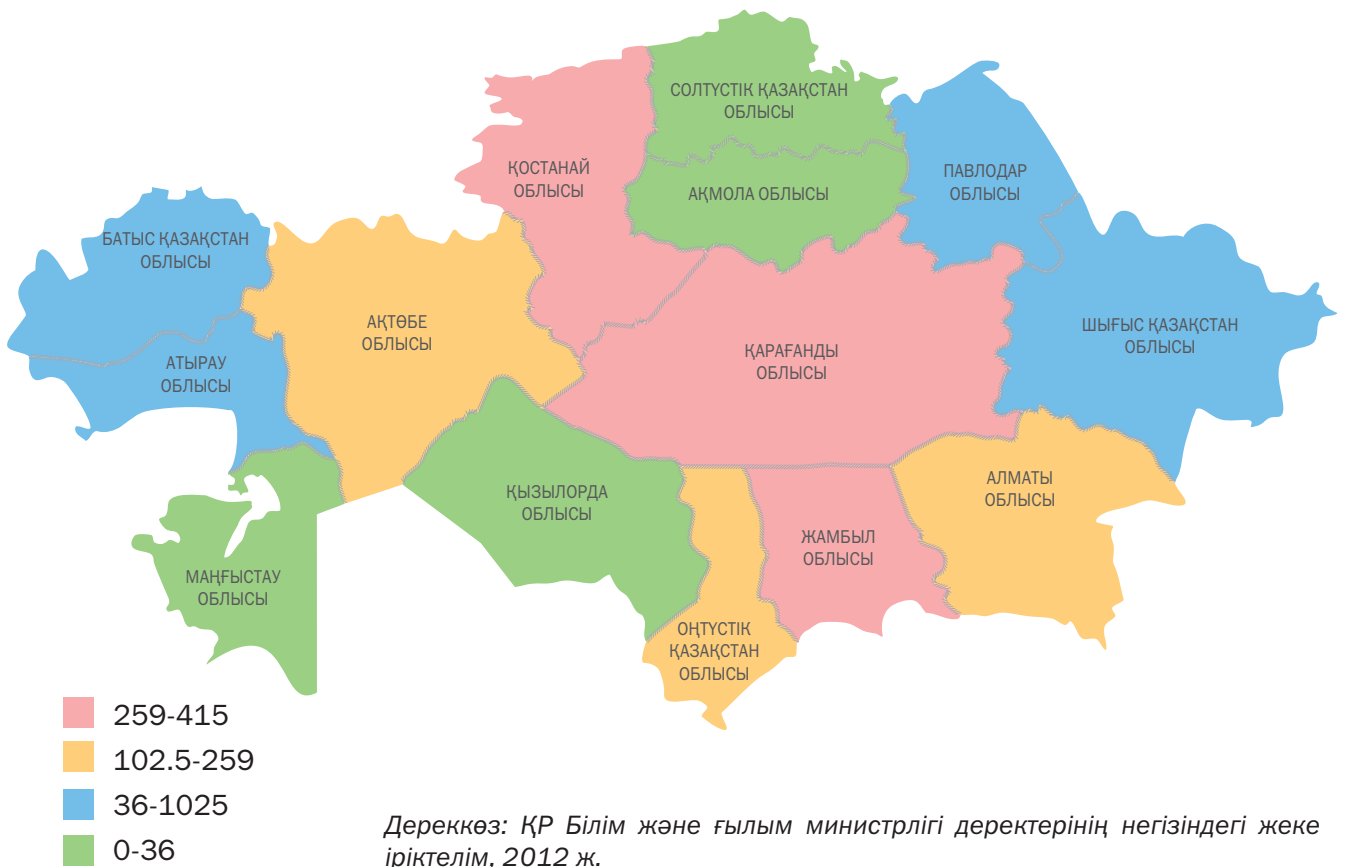 СОЛТҮСТІК ҚАЗАҚСТАН
ОБЛЫСЫ
ҚОСТАНАЙ
ОБЛЫСЫ
АҚМОЛА ОБЛЫСЫ
ПАВЛОДАР
ОБЛЫСЫ
БАТЫС ҚАЗАҚСТАН
ОБЛЫСЫ
АҚТӨБЕ
ОБЛЫСЫ
ШЫҒЫС ҚАЗАҚСТАН
ОБЛЫСЫ
АТЫРАУ
ОБЛЫСЫ
ҚАРАҒАНДЫ
ОБЛЫСЫ
ҚЫЗЫЛОРДА
ОБЛЫСЫ
АЛМАТЫ
ОБЛЫСЫ
ЖАМБЫЛ
ОБЛЫСЫ
МАҢҒЫСТАУ
ОБЛЫСЫ
ОҢТҮСТІК
ҚАЗАҚСТАН
ОБЛЫСЫ
259-415
102.5-259
36-1025
0-36
Дереккөз: ҚР Білім және ғылым министрлігі деректерінің негізіндегі жеке
іріктелім, 2012 ж.